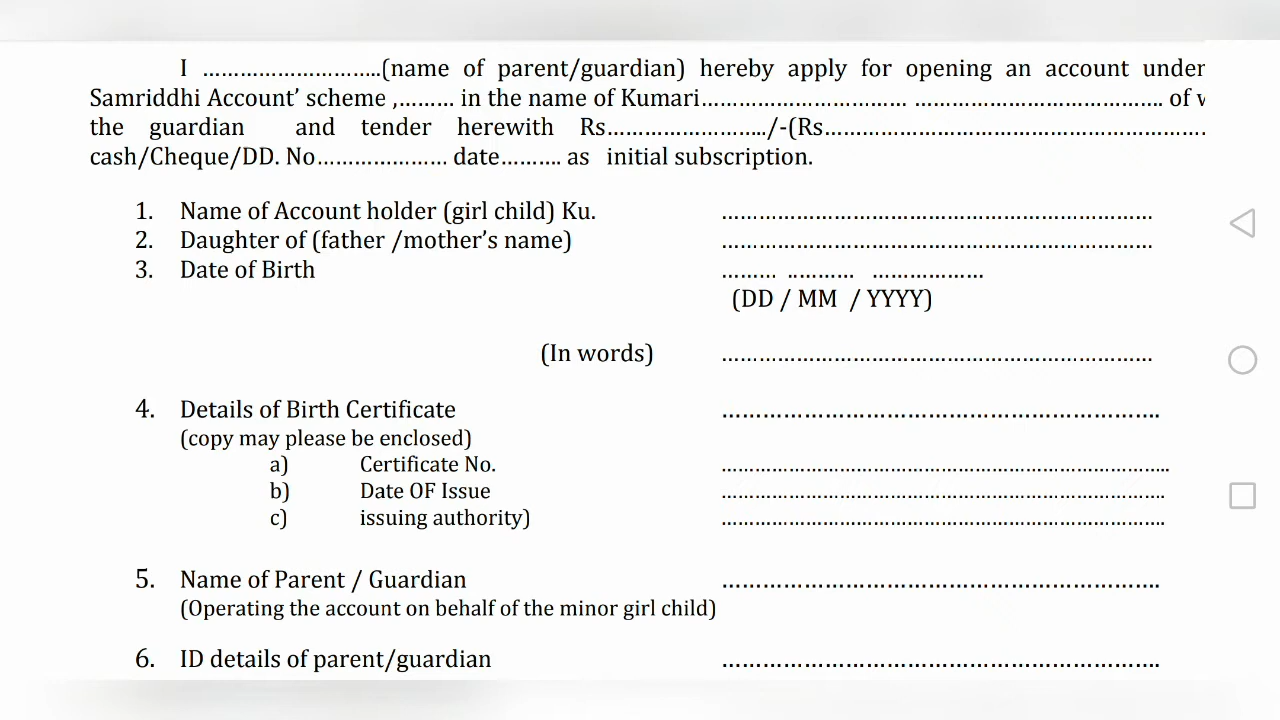 I ………………………..(name of parent/guardian) hereby apply for opening an account under
Samriddhi Account’ scheme ,……… in the name of Kumari…………………………… …………………………………. of
the guardian and tender herewith Rs……………………../-(Rs…………………………………………………….
cash/Cheque/DD. No………………… date………. as initial subscription.
1. Name of Account holder (girl child) Ku. ……………………………………………………………
2. Daughter of (father /mother’s name) ……………………………………………………………
3. Date of Birth ……… .……… ………………
(DD / MM / YYYY)
(In words) ……………………………………………………………
4. Details of Birth Certificate ……………………………………………………….
(copy may please be enclosed)
a) Certificate No. ……………………………………………………………..
b) Date OF Issue …………………………………………………………….
c) issuing authority) …………………………………………………………….
5. Name of Parent / Guardian ……………………………………………………….
(Operating the account on behalf of the minor girl child)
6. ID details of parent/guardian ……………………………………………………….